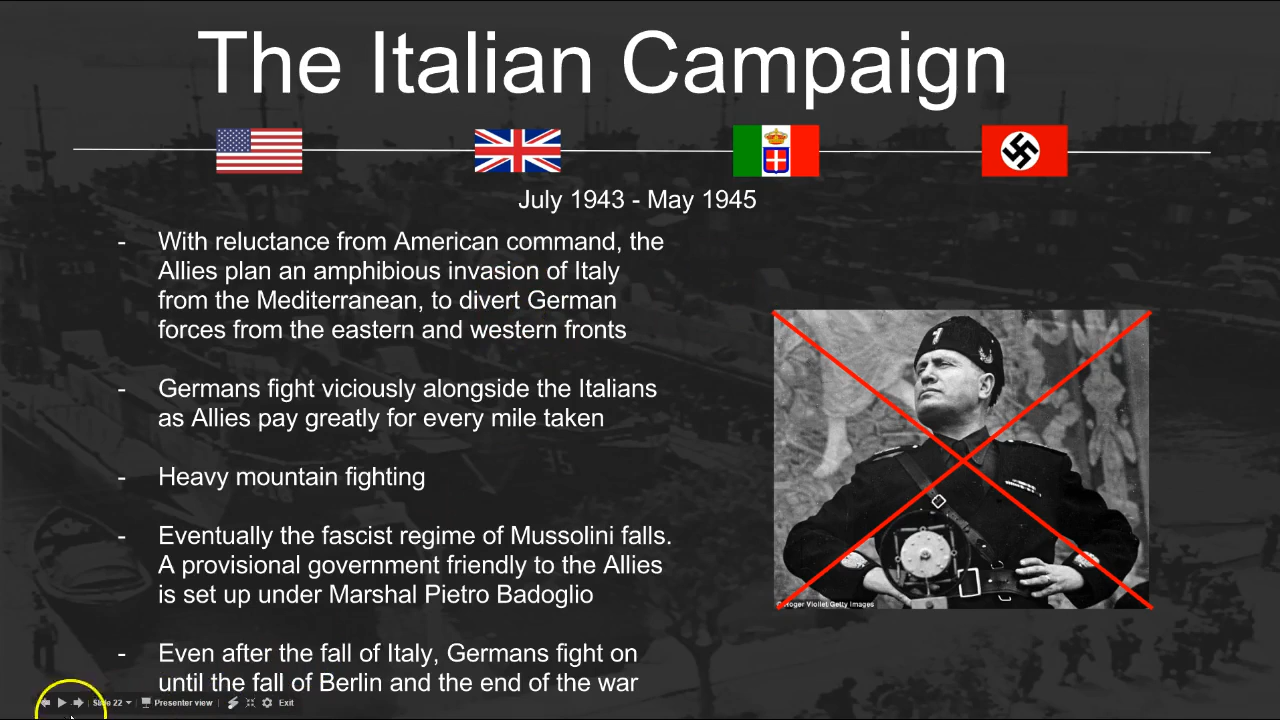 The Italian Campaign
July 1943 - May 1945
- With reluctance from American command, the
Allies plan an amphibious invasion of Italy
from the Mediterranean, to divert German
forces from the eastern and western fronts
- Germans fight viciously alongside the Italians
as Allies pay greatly for every mile taken
- Heavy mountain fighting
- Eventually the fascist regime of Mussolini falls.
A provisional government friendly to the Allies
is set up under Marshal Pietro Badoglio
- Even after the fall of Italy, Germans fight on
until the fall of Berlin and the end of the war
Viollet Getty Images
Slide 22 Presenter view Exit